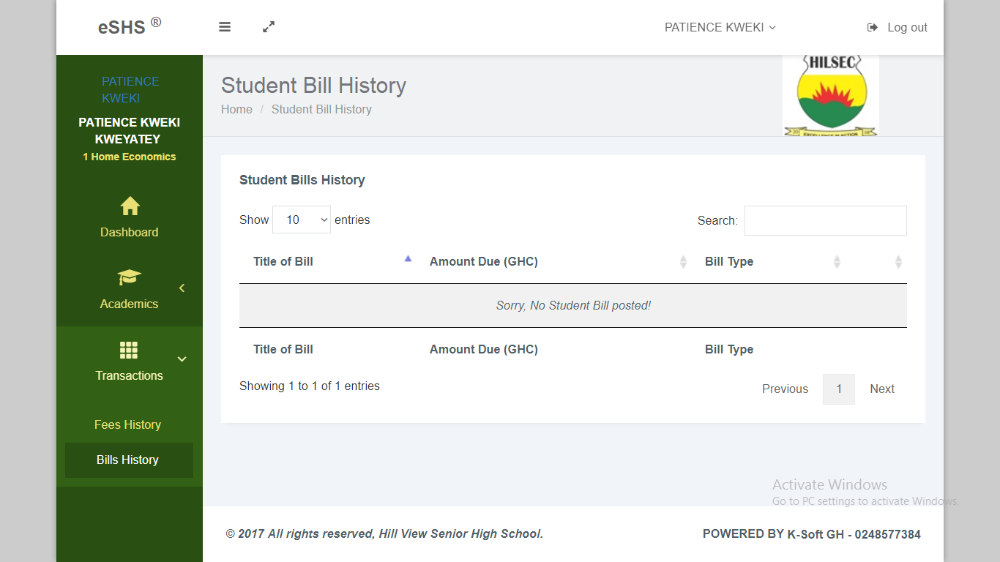 eSHS ®
PATIENCE KWEKI
Log out
PATIENCE
KWEKI
PATIENCE KWEKI
KWEYATEY
1 Home Economics
Dashboard
Academics
Transactions
Fees History
Bills History
Student Bill History
Home / Student Bill History
HILSEC
EXCELLENCE IN ACTION
Student Bills History
Show 10 entries
Search:
Title of Bill Amount Due (GHC) Bill Type
Sorry, No Student Bill posted!
Title of Bill Amount Due (GHC) Bill Type
Showing 1 to 1 of 1 entries
Previous 1 Next
Activate Windows
Go to PC settings to activate Windows.
© 2017 All rights reserved, Hill View Senior High School.
POWERED BY K-Soft GH - 0248577384